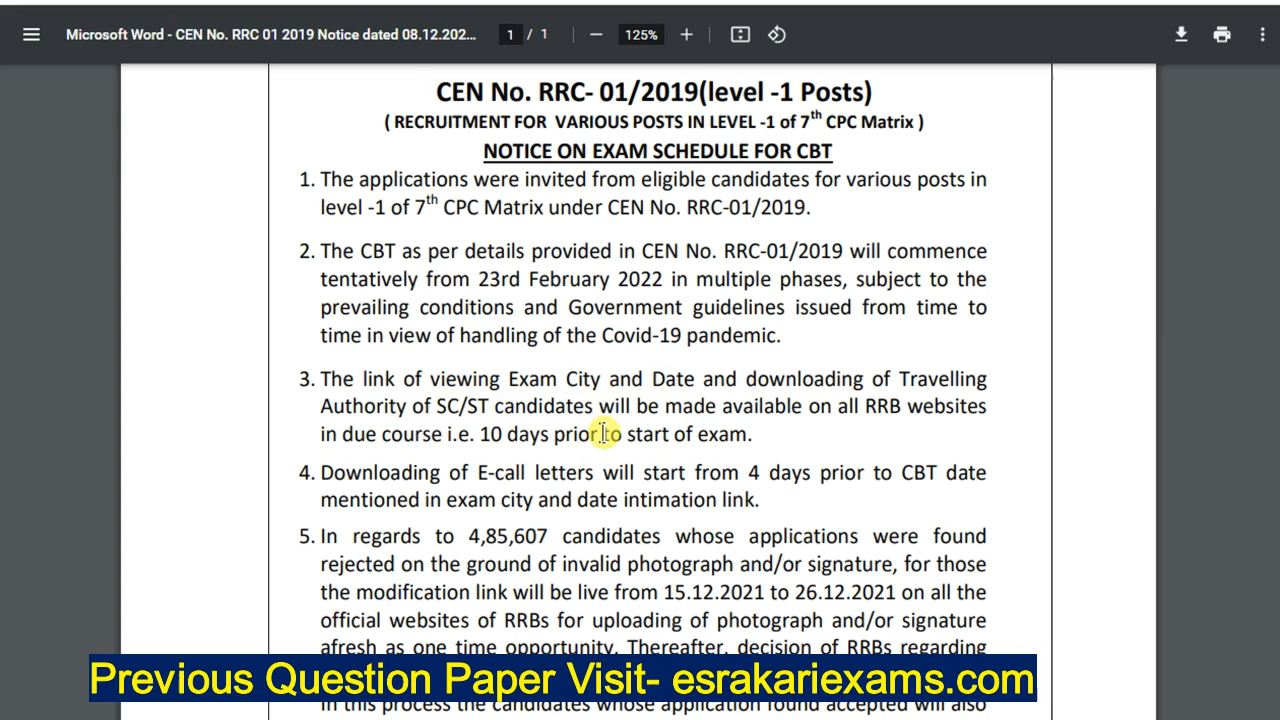 Microsoft Word - CEN No. RRC 01 2019 Notice dated 08.12.202...
1 / 1
125%
CEN No. RRC- 01/2019(level -1 Posts)
( RECRUITMENT FOR VARIOUS POSTS IN LEVEL -1 of 7th CPC Matrix )
NOTICE ON EXAM SCHEDULE FOR CBT
1. The applications were invited from eligible candidates for various posts in
level -1 of 7th CPC Matrix under CEN No. RRC-01/2019.
2. The CBT as per details provided in CEN No. RRC-01/2019 will commence
tentatively from 23rd February 2022 in multiple phases, subject to the
prevailing conditions and Government guidelines issued from time to
time in view of handling of the Covid-19 pandemic.
3. The link of viewing Exam City and Date and downloading of Travelling
Authority of SC/ST candidates will be made available on all RRB websites
in due course i.e. 10 days prior to start of exam.
4. Downloading of E-call letters will start from 4 days prior to CBT date
mentioned in exam city and date intimation link.
5. In regards to 4,85,607 candidates whose applications were found
rejected on the ground of invalid photograph and/or signature, for those
the modification link will be live from 15.12.2021 to 26.12.2021 on all the
official websites of RRBs for uploading of photograph and/or signature
afresh as one time opportunity. Thereafter, decision of RRBs regarding
Previous Question Paper Visit- esrakariexams.com
In this process the candidates whose application found accepted will also